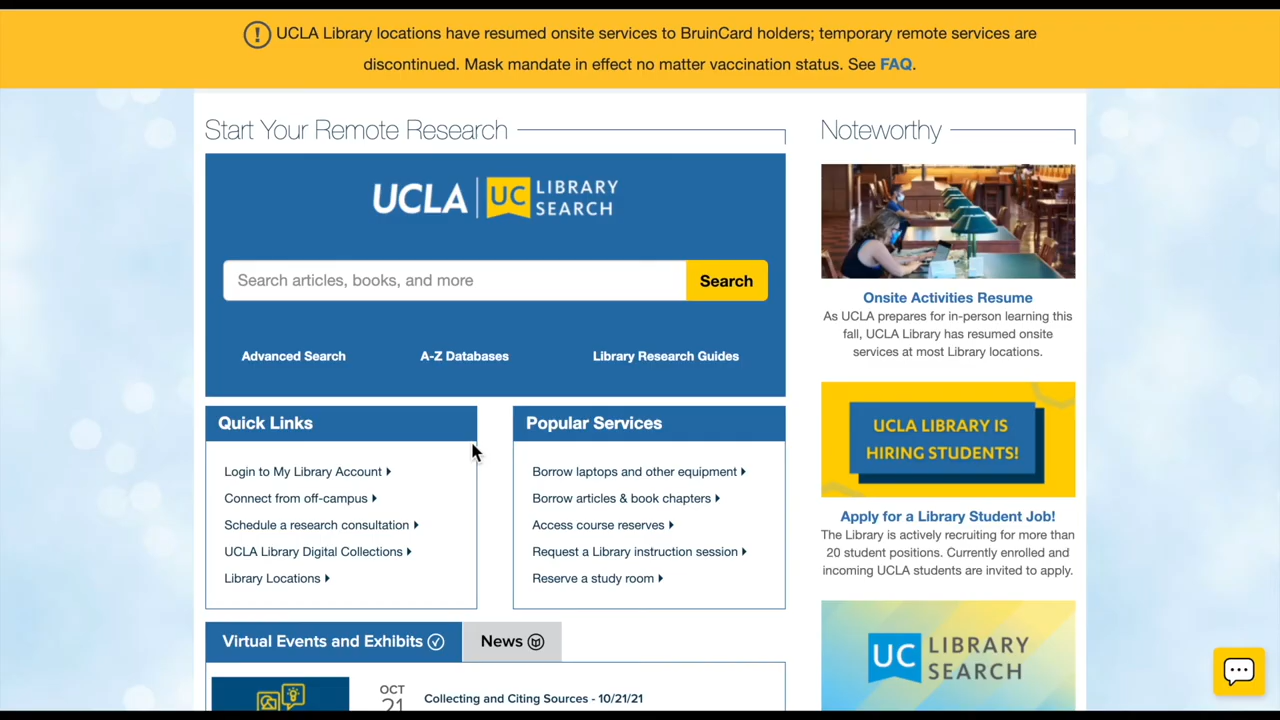 UCLA Library locations have resumed onsite services to BruinCard holders; temporary remote services are
discontinued. Mask mandate in effect no matter vaccination status. See FAQ.
Start Your Remote Research
UCLA UC LIBRARY
SEARCH
Search articles, books, and more
Search
Advanced Search
A-Z Databases
Library Research Guides
Quick Links
Login to My Library Account
Connect from off-campus
Schedule a research consultation
UCLA Library Digital Collections
Library Locations
Popular Services
Borrow laptops and other equipment
Borrow articles & book chapters
Access course reserves
Request a Library instruction session
Reserve a study room
Virtual Events and Exhibits
News
OCT
21
Collecting and Citing Sources - 10/21/21
Noteworthy
Onsite Activities Resume
As UCLA prepares for in-person learning this
fall, UCLA Library has resumed onsite
services at most Library locations.
UCLA LIBRARY IS
HIRING STUDENTS!
Apply for a Library Student Job!
The Library is actively recruiting for more than
20 student positions. Currently enrolled and
incoming UCLA students are invited to apply.
UC LIBRARY
SEARCH